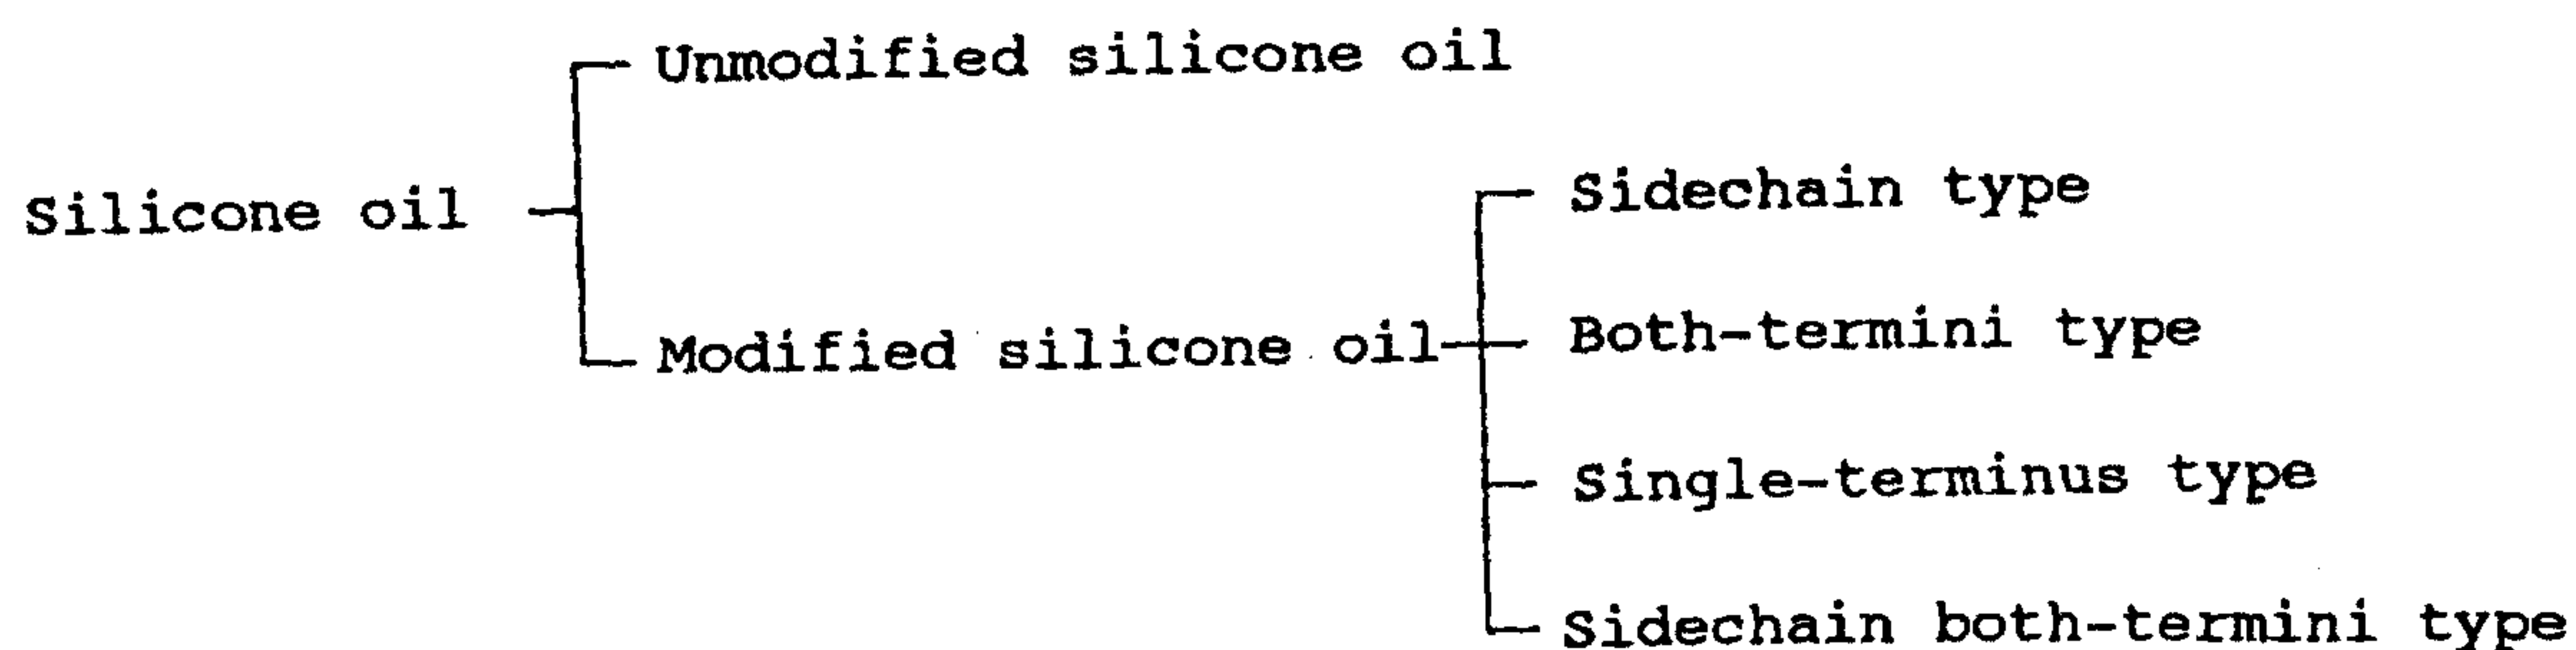 Unmodified silicone oil
Sidechain type
Silicone oil
Both-termini type
Modified silicone oil
Single-terminus type
Sidechain both-termini type